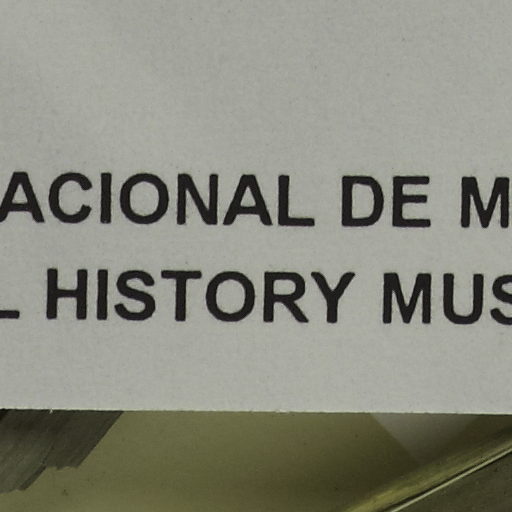 ACIONAL DE M
L HISTORY MUS